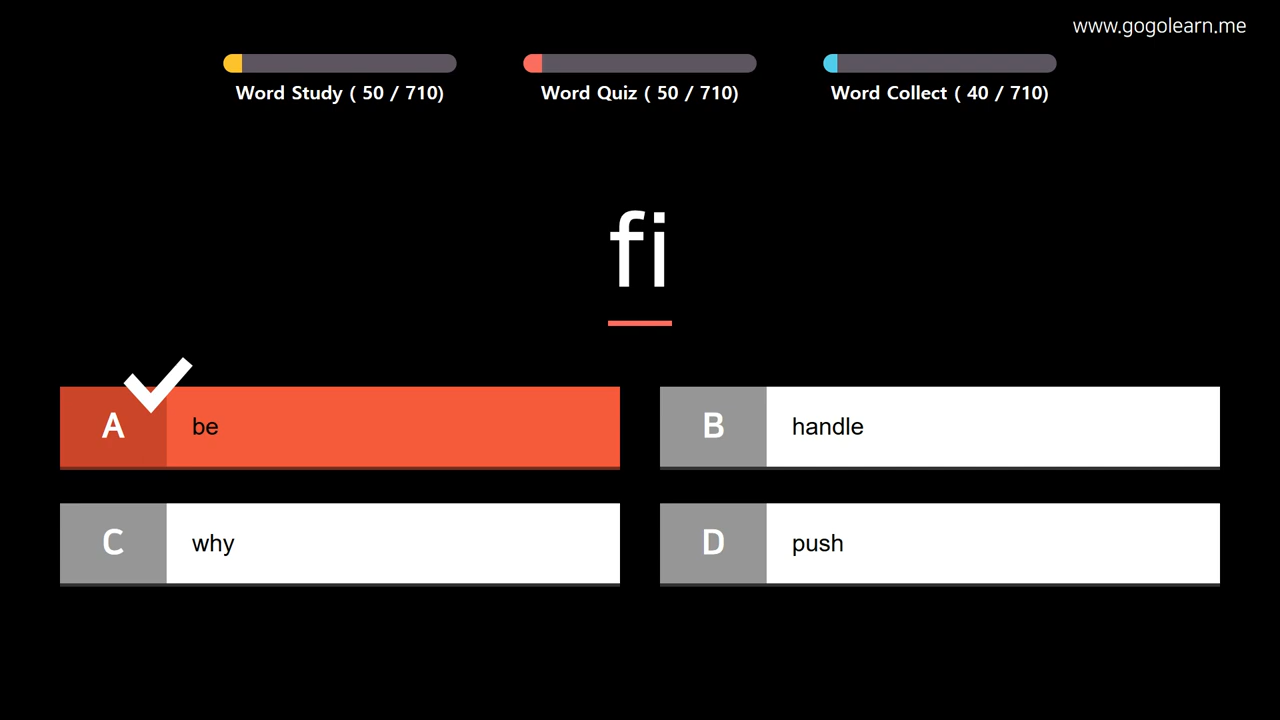 www.gogolearn.me
Word Study ( 50 / 710)
Word Quiz ( 50 / 710)
Word Collect ( 40 / 710)
fi
A be
B handle
C why
D push